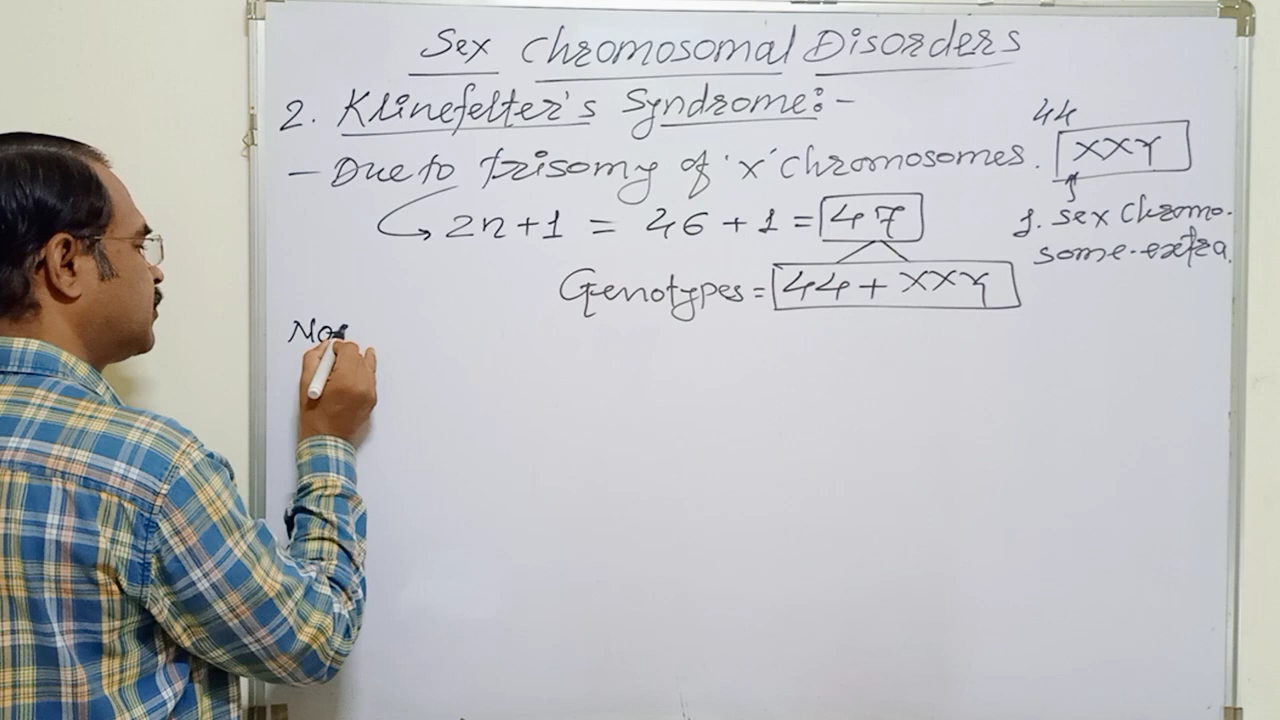 Sex Chromosomal Disorders
2. Klinefelter's Syndrome:-
44
- Due to trisomy of 'x' chromosomes. XXY
2n+1 = 46+1 = 47
1. sex chromo-
some extra.
Genotypes = 44+XXY